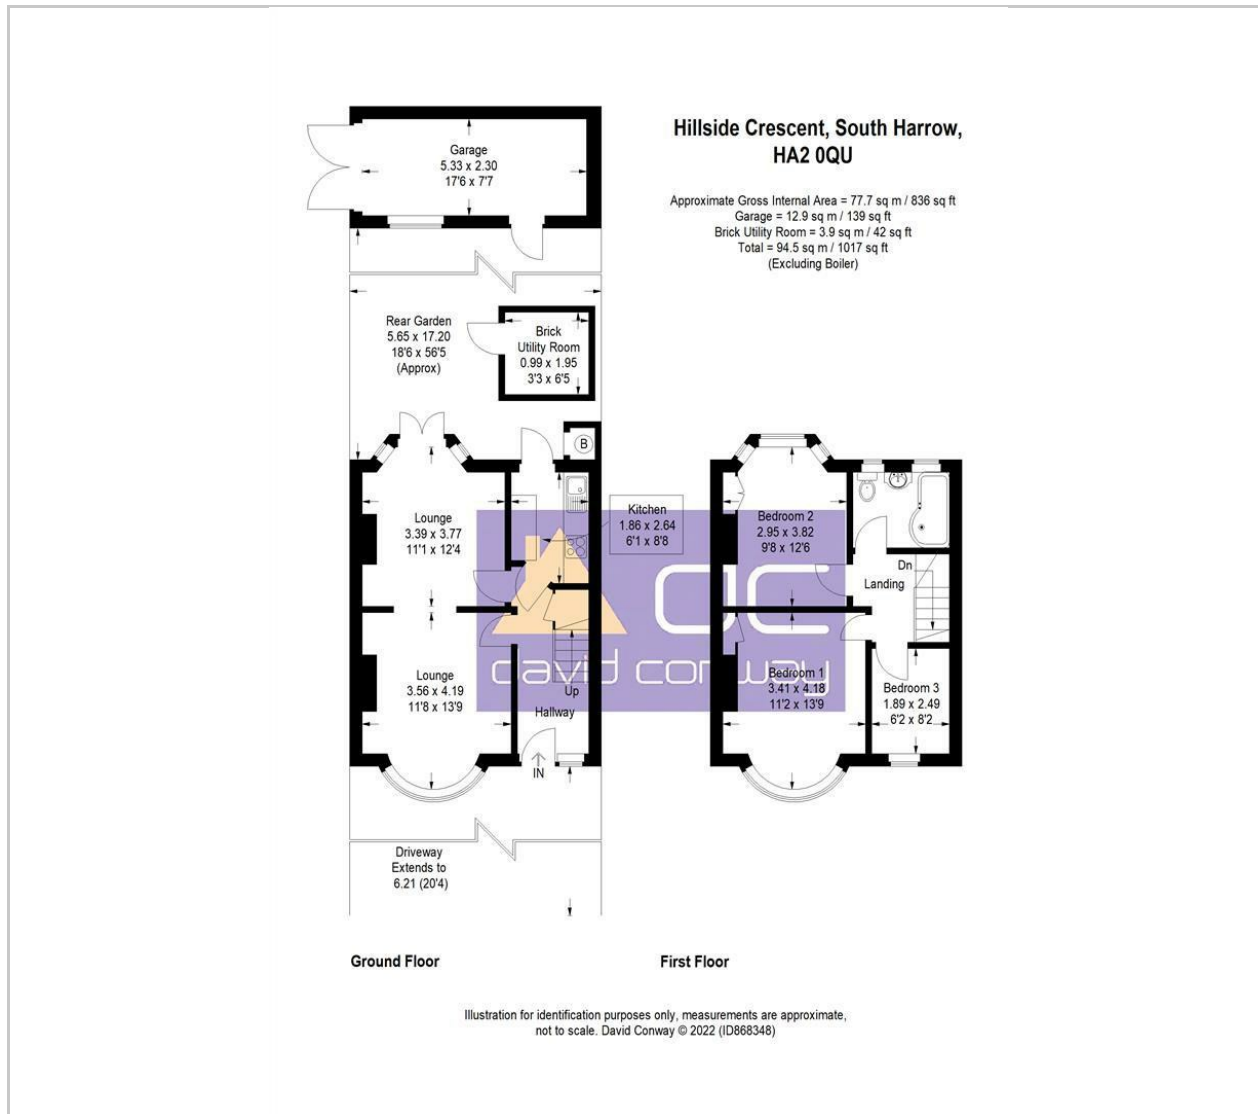 Hillside Crescent, South Harrow,
HA2 0QU
Approximate Gross Internal Area = 77.7 sq m / 836 sq ft
Garage = 12.9 sq m / 139 sq ft
Brick Utility Room = 3.9 sq m / 42 sq ft
Total = 94.5 sq m / 1017 sq ft
(Excluding Boiler)
Garage
5.33 x 2.30
17'6 x 7'7
Rear Garden
5.65 x 17.20
18'6 x 56'5
(Approx)
Brick
Utility Room
0.99 x 1.95
3'3 x 6'5
B
Lounge
3.39 x 3.77
11'1 x 12'4
Kitchen
1.86 x 2.64
6'1 x 8'8
Lounge
3.56 x 4.19
11'8 x 13'9
Up
Hallway
IN
Driveway
Extends to
6.21 (20'4)
Bedroom 2
2.95 x 3.82
9'8 x 12'6
Dn
Landing
Bedroom 1
3.41 x 4.18
11'2 x 13'9
Bedroom 3
1.89 x 2.49
6'2 x 8'2
DC
david conway
Ground Floor
First Floor
Illustration for identification purposes only, measurements are approximate,
not to scale. David Conway © 2022 (ID868348)